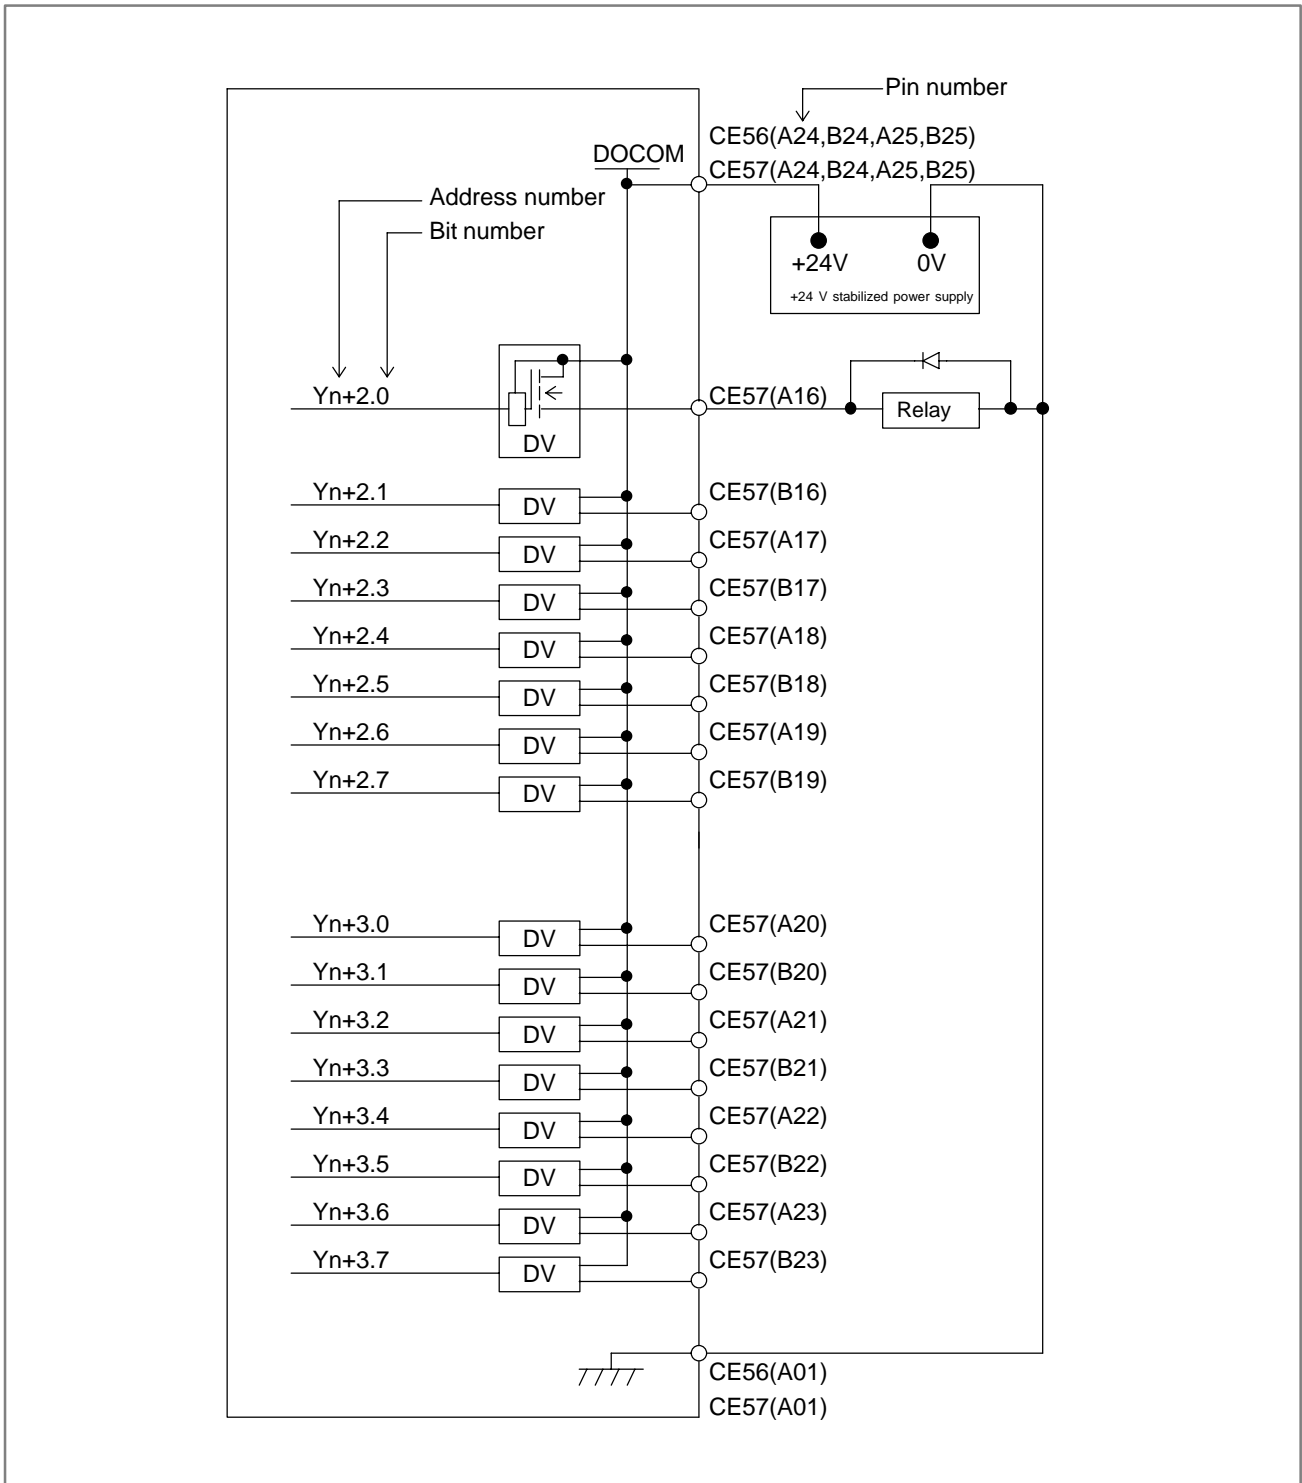 Pin number
CE56(A24,B24,A25,B25)
DOCOM
CE57(A24,B24,A25,B25)
Address number
Bit number
+24V 0V
+24 V stabilized power supply
Yn+2.0 CE57(A16)
Relay
DV
Yn+2.1 DV CE57(B16)
Yn+2.2 DV CE57(A17)
Yn+2.3 DV CE57(B17)
Yn+2.4 DV CE57(A18)
Yn+2.5 DV CE57(B18)
Yn+2.6 DV CE57(A19)
Yn+2.7 DV CE57(B19)
Yn+3.0 DV CE57(A20)
Yn+3.1 DV CE57(B20)
Yn+3.2 DV CE57(A21)
Yn+3.3 DV CE57(B21)
Yn+3.4 DV CE57(A22)
Yn+3.5 DV CE57(B22)
Yn+3.6 DV CE57(A23)
Yn+3.7 DV CE57(B23)
CE56(A01)
CE57(A01)